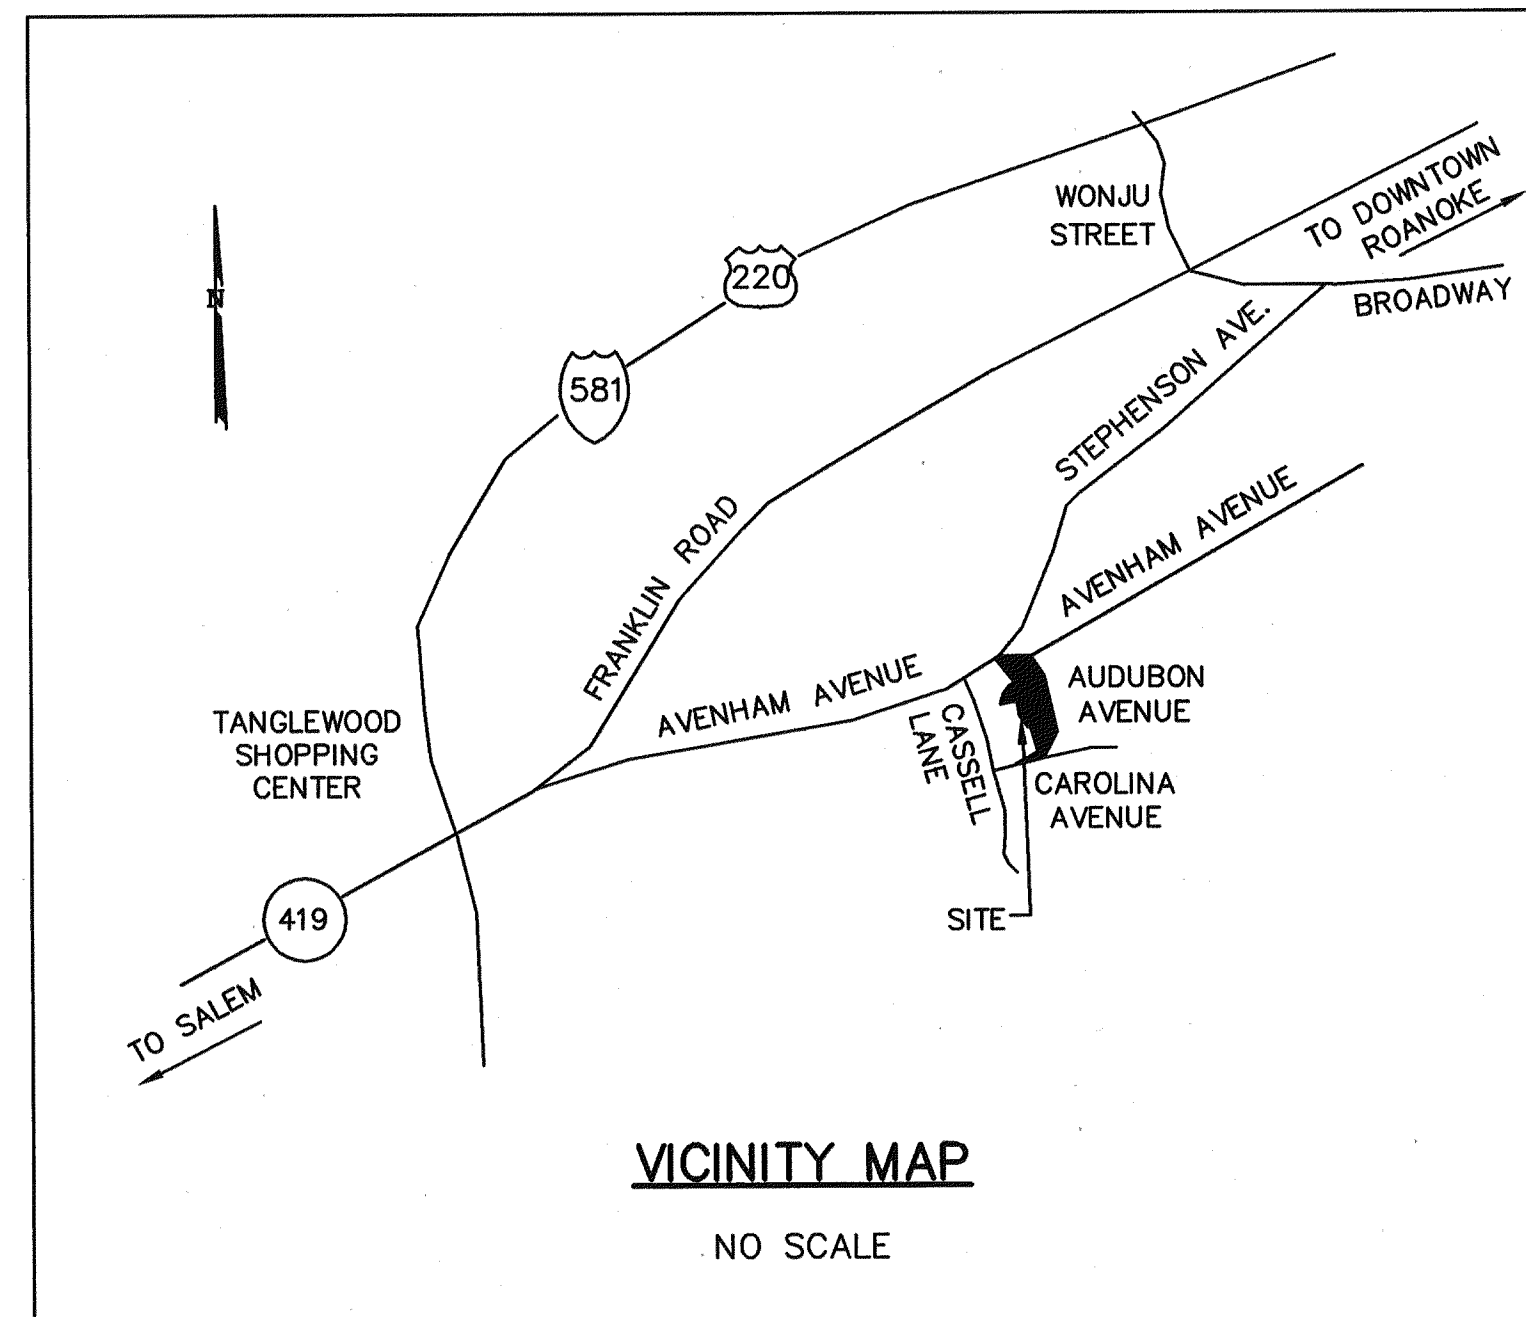 WONJU
STREET
TO DOWNTOWN
ROANOKE
BROADWAY
N
220
581
STEPHENSON AVE.
FRANKLIN ROAD
AVENHAM AVENUE
AVENHAM AVENUE
AUDUBON
AVENUE
CASSELL
LANE
CAROLINA
AVENUE
TANGLEWOOD
SHOPPING
CENTER
419
SITE
TO SALEM
VICINITY MAP
NO SCALE